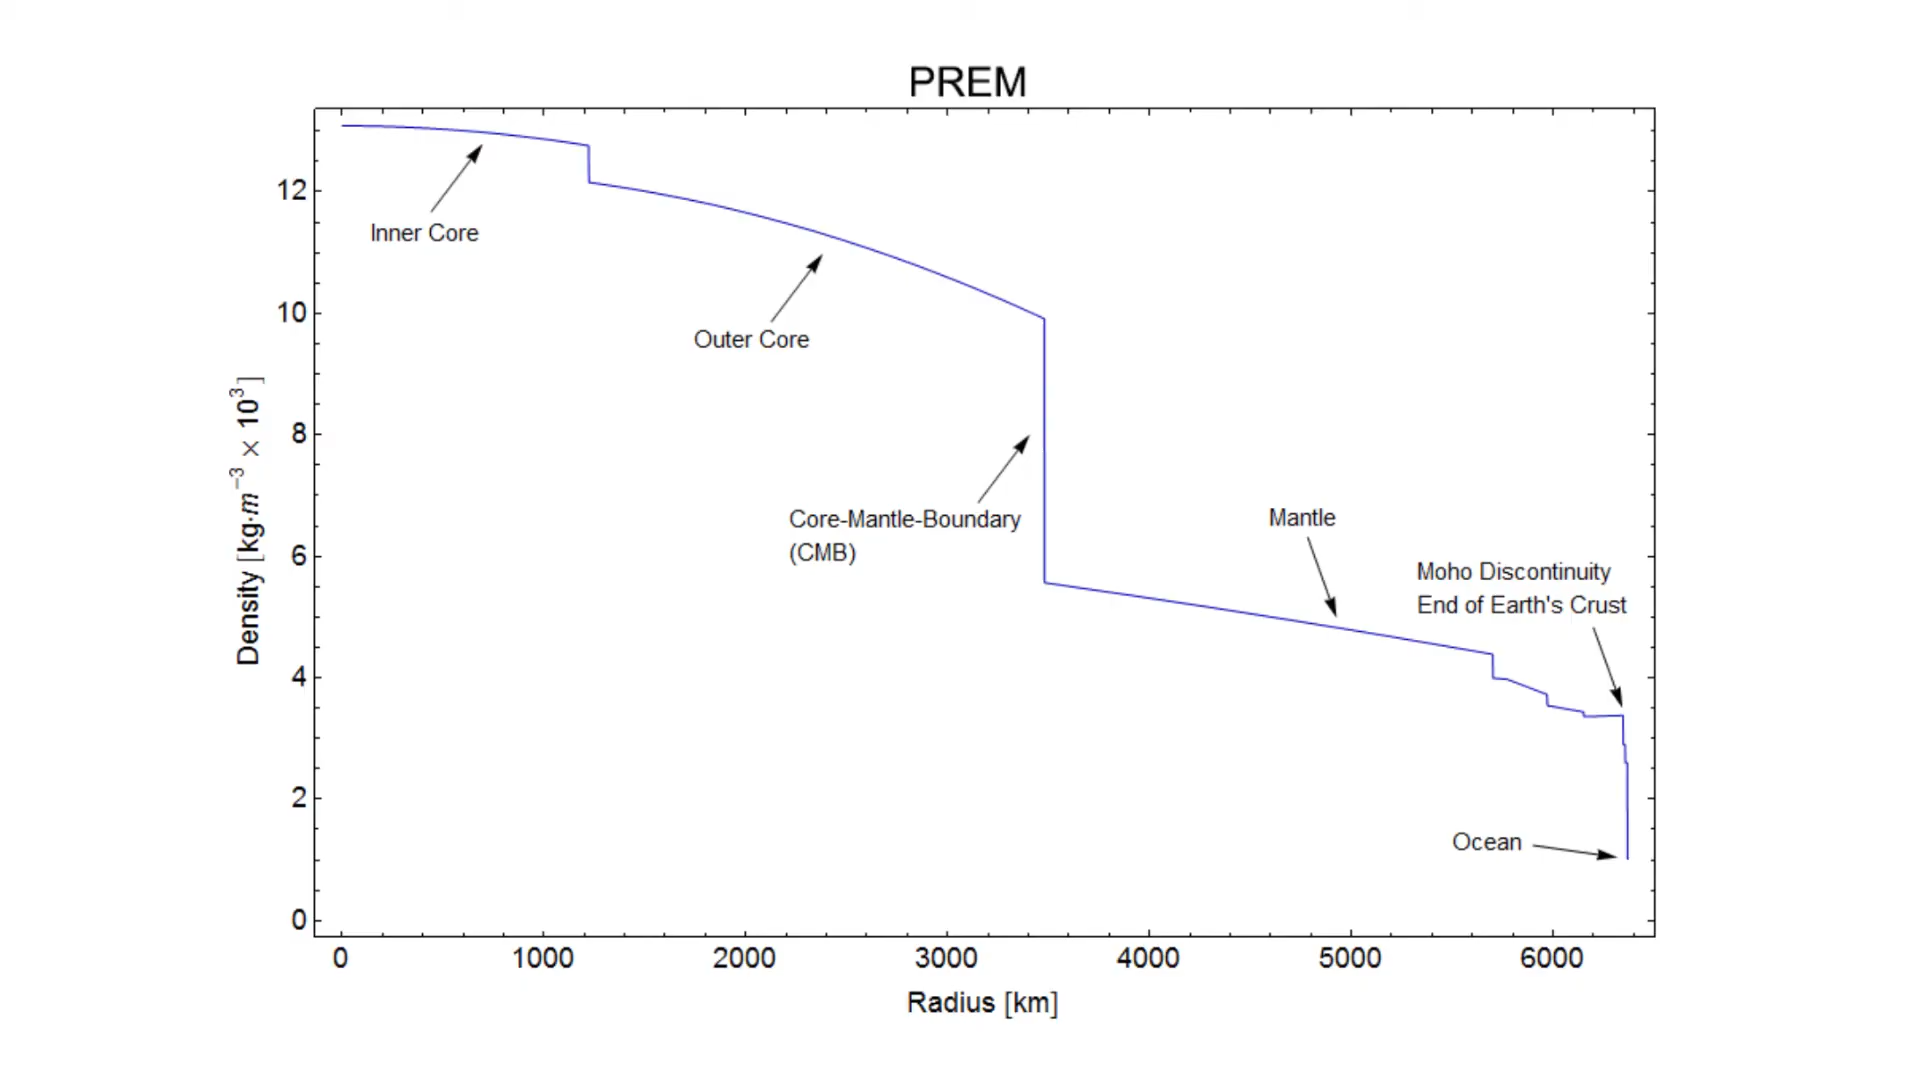 PREM
12
10
8
6
4
2
0
Density [kg·m⁻³ × 10³]
Inner Core
Outer Core
Core-Mantle-Boundary
(CMB)
Mantle
Moho Discontinuity
End of Earth's Crust
Ocean
0 1000 2000 3000 4000 5000 6000
Radius [km]